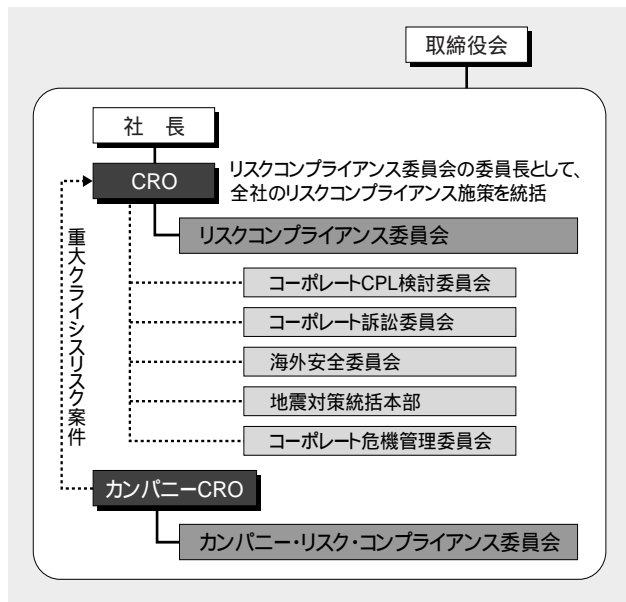 取締役会
社 長
CRO
リスクコンプライアンス委員会の委員長として、
全社のリスクコンプライアンス施策を統括
リスクコンプライアンス委員会
重大クライシスリスク案件
コーポレートCPL検討委員会
コーポレート訴訟委員会
海外安全委員会
地震対策統括本部
コーポレート危機管理委員会
カンパニーCRO
カンパニー・リスク・コンプライアンス委員会